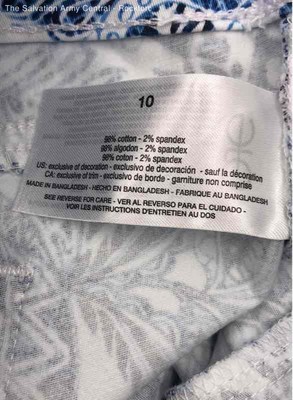 The Salvation Army Central - Rockford
10
98% cotton - 2% spandex
98% algodon - 2% spandex
98% coton - 2% spandex
US: exclusive of decoration - exclusivo de decoración - sauf la décoration
CA: exclusive of trim - exclusivo de borde - garniture non comprise
MADE IN BANGLADESH - HECHO EN BANGLADESH - FABRIQUE AU BANGLADESH
SEE REVERSE FOR CARE - VER AL REVERSO PARA EL CUIDADO -
VOIR LES INSTRUCTIONS D'ENTRETIEN AU DOS